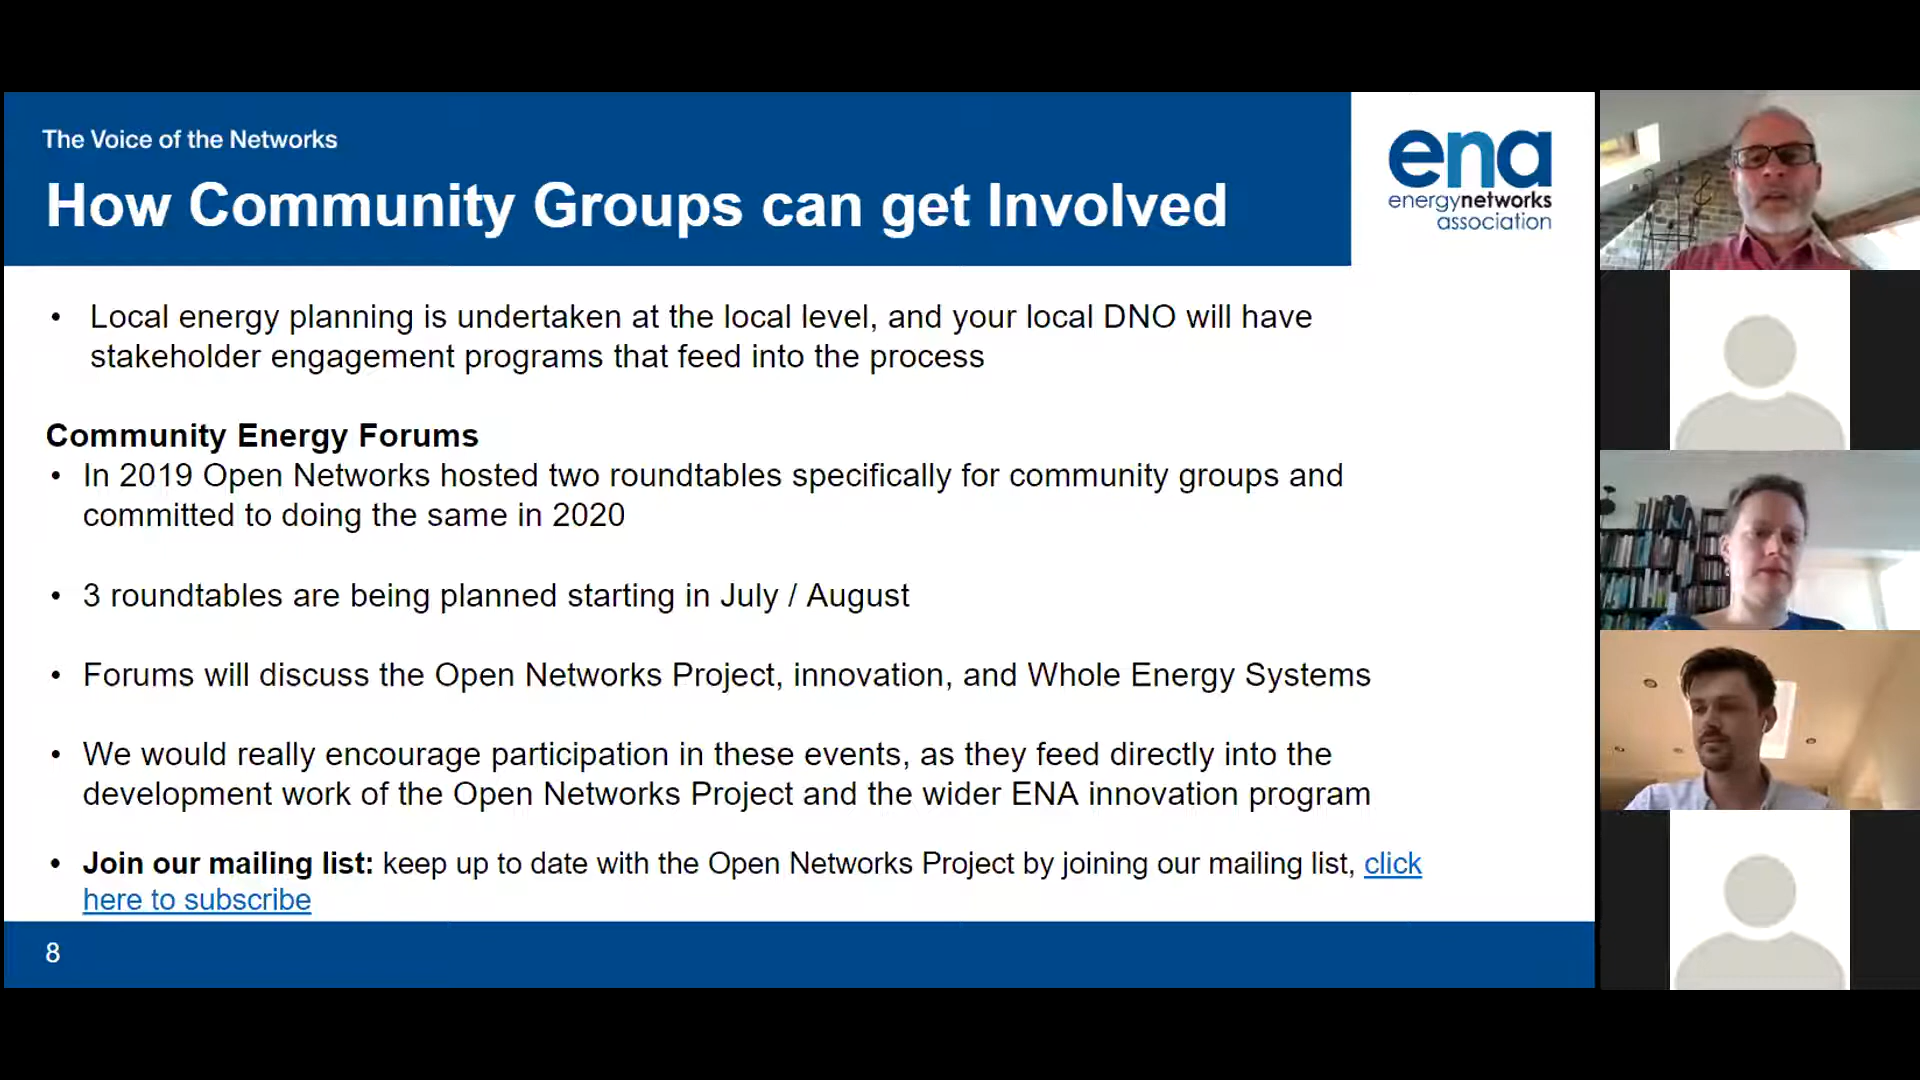 The Voice of the Networks
How Community Groups can get Involved
ena
energynetworks
association
• Local energy planning is undertaken at the local level, and your local DNO will have
stakeholder engagement programs that feed into the process
Community Energy Forums
• In 2019 Open Networks hosted two roundtables specifically for community groups and
committed to doing the same in 2020
• 3 roundtables are being planned starting in July / August
• Forums will discuss the Open Networks Project, innovation, and Whole Energy Systems
• We would really encourage participation in these events, as they feed directly into the
development work of the Open Networks Project and the wider ENA innovation program
• Join our mailing list: keep up to date with the Open Networks Project by joining our mailing list, click
here to subscribe
8